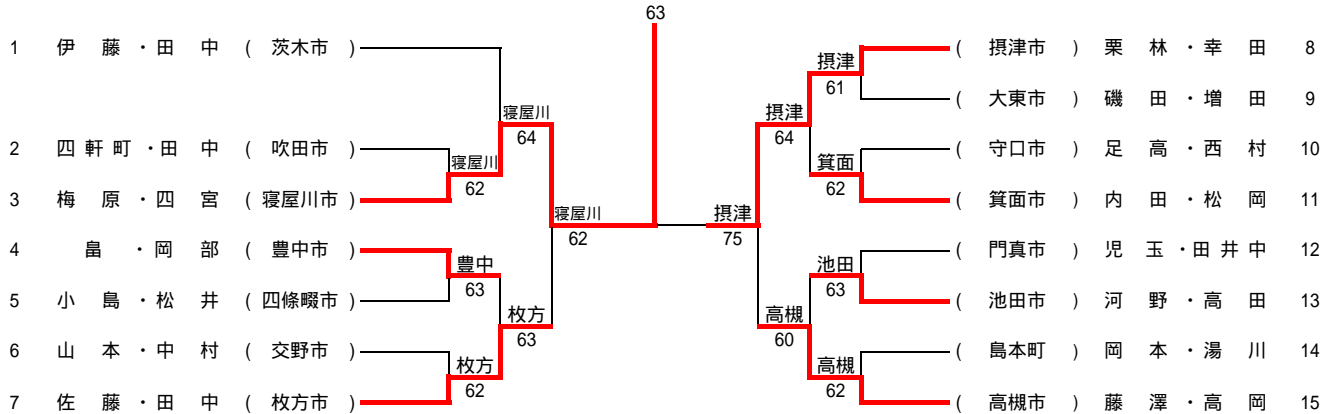 63
1 伊 藤 ・ 田 中 ( 茨木市 )
( 摂津市 ) 栗 林 ・ 幸 田 8
摂津
61
( 大東市 ) 磯 田 ・ 増 田 9
寝屋川
64
摂津
64
2 四 軒 町 ・ 田 中 ( 吹田市 )
( 守口市 ) 足 高 ・ 西 村 10
寝屋川
62
箕面
62
3 梅 原 ・ 四 宮 ( 寝屋川市 )
( 箕面市 ) 内 田 ・ 松 岡 11
寝屋川
62
摂津
75
4 畠 ・ 岡 部 ( 豊中市 )
( 門真市 ) 児 玉 ・ 田 井 中 12
豊中
63
池田
63
5 小 島 ・ 松 井 ( 四條畷市 )
( 池田市 ) 河 野 ・ 高 田 13
枚方
63
高槻
60
6 山 本 ・ 中 村 ( 交野市 )
( 島本町 ) 岡 本 ・ 湯 川 14
枚方
62
高槻
62
7 佐 藤 ・ 田 中 ( 枚方市 )
( 高槻市 ) 藤 澤 ・ 高 岡 15